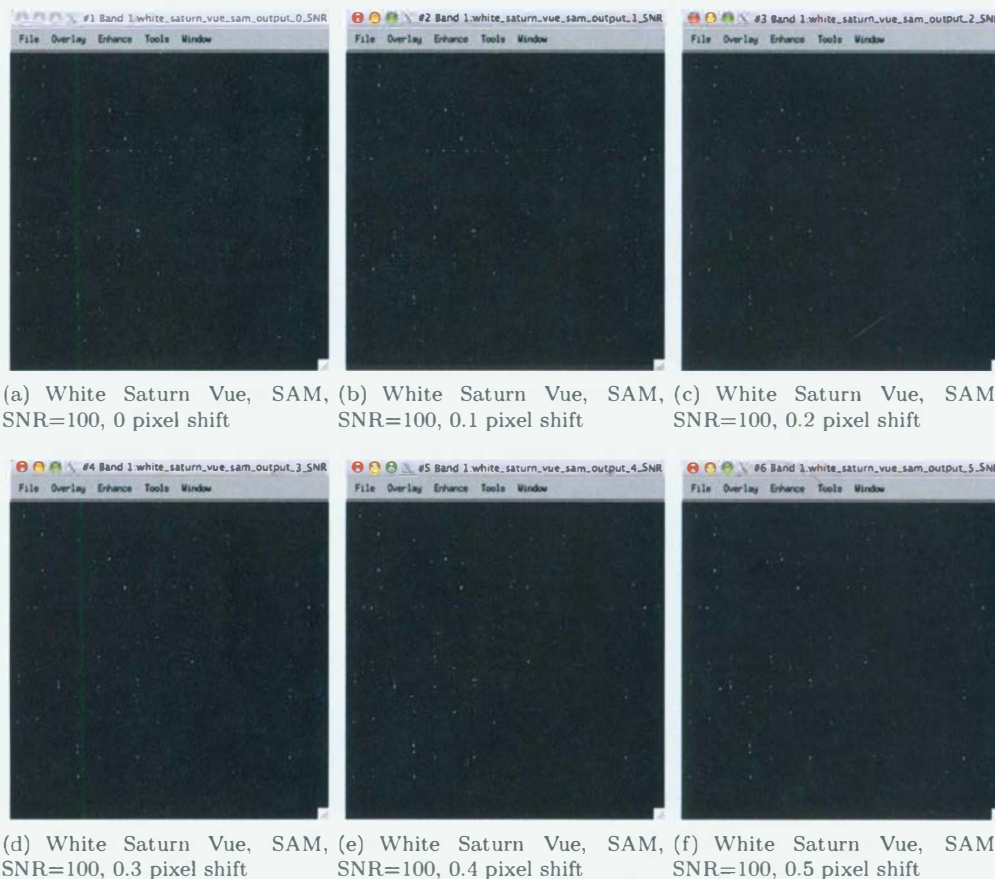 #1 Band 1:white_saturn_vue_sam_output_0_SNR
File Overlay Enhance Tools Window
#2 Band 1:white_saturn_vue_sam_output_1_SNR
File Overlay Enhance Tools Window
#3 Band 1:white_saturn_vue_sam_output_2_SNR
File Overlay Enhance Tools Window
(a) White Saturn Vue, SAM,
SNR=100, 0 pixel shift
(b) White Saturn Vue, SAM,
SNR=100, 0.1 pixel shift
(c) White Saturn Vue, SAM
SNR=100, 0.2 pixel shift
#4 Band 1:white_saturn_vue_sam_output_3_SNR
File Overlay Enhance Tools Window
#5 Band 1:white_saturn_vue_sam_output_4_SNR
File Overlay Enhance Tools Window
#6 Band 1:white_saturn_vue_sam_output_5_SNR
File Overlay Enhance Tools Window
(d) White Saturn Vue, SAM,
SNR=100, 0.3 pixel shift
(e) White Saturn Vue, SAM,
SNR=100, 0.4 pixel shift
(f) White Saturn Vue, SAM
SNR=100, 0.5 pixel shift